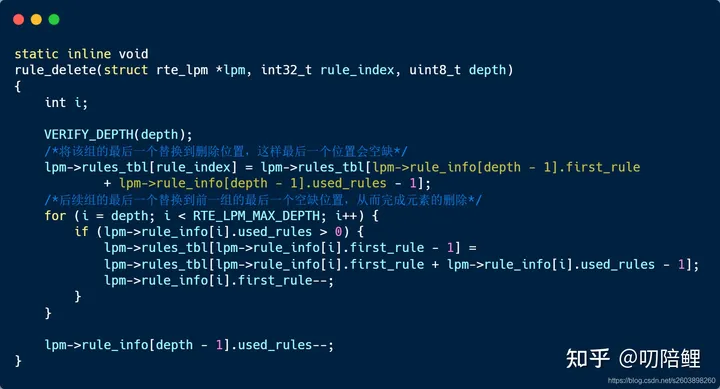 static inline void
rule_delete(struct rte_lpm *lpm, int32_t rule_index, uint8_t depth)
{
    int i;

    VERIFY_DEPTH(depth);
    /*将该组的最后一个替换到删除位置，这样最后一个位置会空缺*/
    lpm->rules_tbl[rule_index] = lpm->rules_tbl[lpm->rule_info[depth - 1].first_rule
            + lpm->rule_info[depth - 1].used_rules - 1];
    /*后续组的最后一个替换到前一组的最后一个空缺位置，从而完成元素的删除*/
    for (i = depth; i < RTE_LPM_MAX_DEPTH; i++) {
        if (lpm->rule_info[i].used_rules > 0) {
            lpm->rules_tbl[lpm->rule_info[i].first_rule - 1] =
            lpm->rules_tbl[lpm->rule_info[i].first_rule + lpm->rule_info[i].used_rules - 1];
            lpm->rule_info[i].first_rule--;
        }
    }

    lpm->rule_info[depth - 1].used_rules--;
}
知乎 @叨陪鲤
https://blog.csdn.net/s2603898260